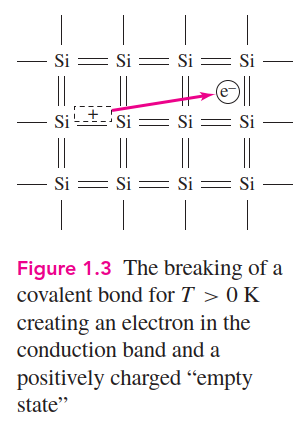 Si Si Si Si
e−
+
Si Si Si Si
Si Si Si Si
Figure 1.3 The breaking of a
covalent bond for T > 0 K
creating an electron in the
conduction band and a
positively charged “empty
state”